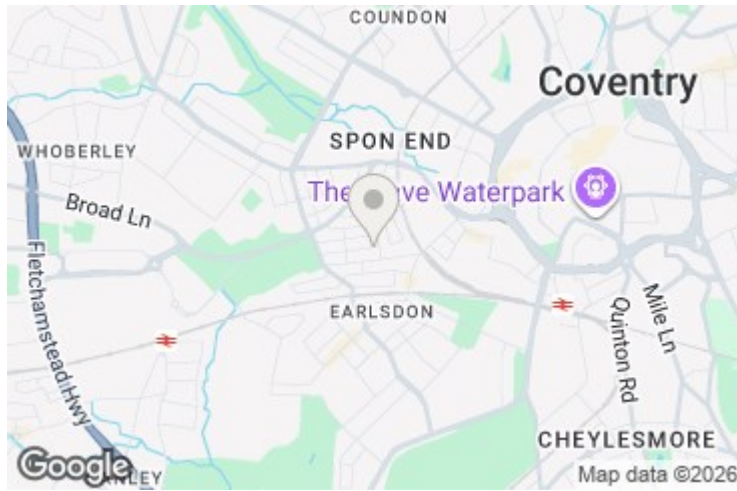 COUNDON
Coventry
SPON END
WHOBERLEY
Waterpark
Broad Ln
Fletchamstead Hwy
EARLSDON
Quinton Rd
Mile Ln
CHEYLESMORE
Google
Map data ©2026